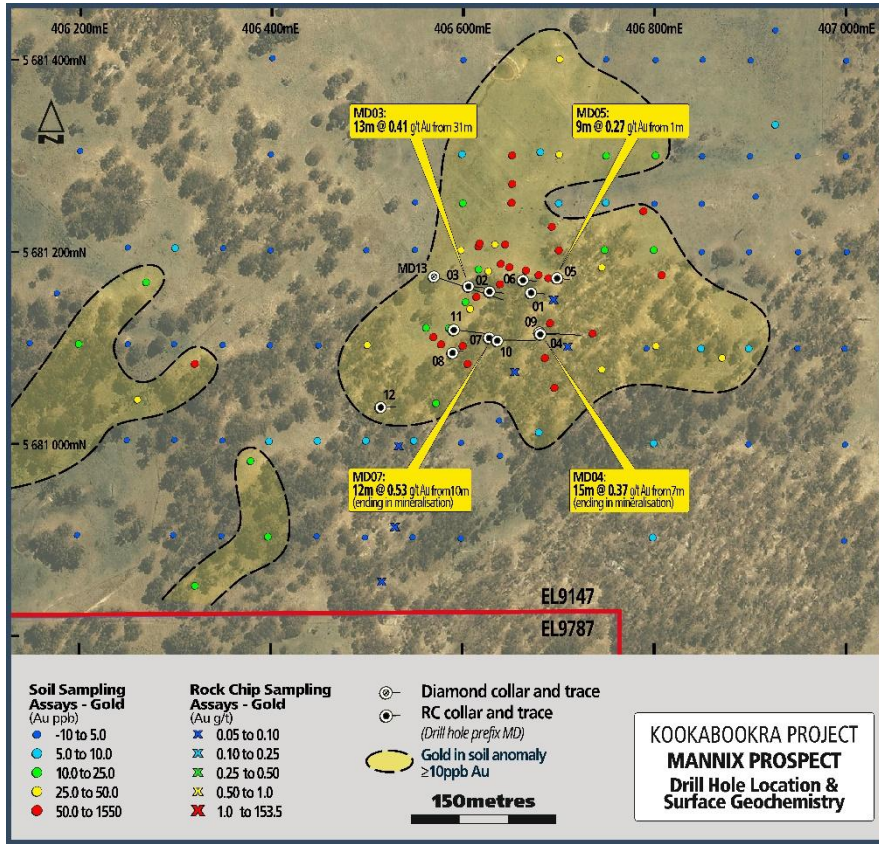 406 200mE
406 400mE
406 600mE
406 800mE
407 000mE
5 681 400mN
N
MD03:
13m @ 0.41 g/t Au from 31m
MD05:
9m @ 0.27 g/t Au from 1m
5 681 200mN
MD13
03
02
06
05
01
11
09
07
10
04
08
12
5 681 000mN
MD07:
12m @ 0.53 g/t Au from10m
(ending in mineralisation)
MD04:
15m @ 0.37 g/t Au from7m
(ending in mineralisation)
EL9147
EL9787
Soil Sampling
Assays - Gold
(Au ppb)
-10 to 5.0
5.0 to 10.0
10.0 to 25.0
25.0 to 50.0
50.0 to 1550
Rock Chip Sampling
Assays - Gold
(Au g/t)
0.05 to 0.10
0.10 to 0.25
0.25 to 0.50
0.50 to 1.0
1.0 to 153.5
Diamond collar and trace
RC collar and trace
(Drill hole prefix MD)
Gold in soil anomaly
≥10ppb Au
150metres
KOOKABOOKRA PROJECT
MANNIX PROSPECT
Drill Hole Location &
Surface Geochemistry